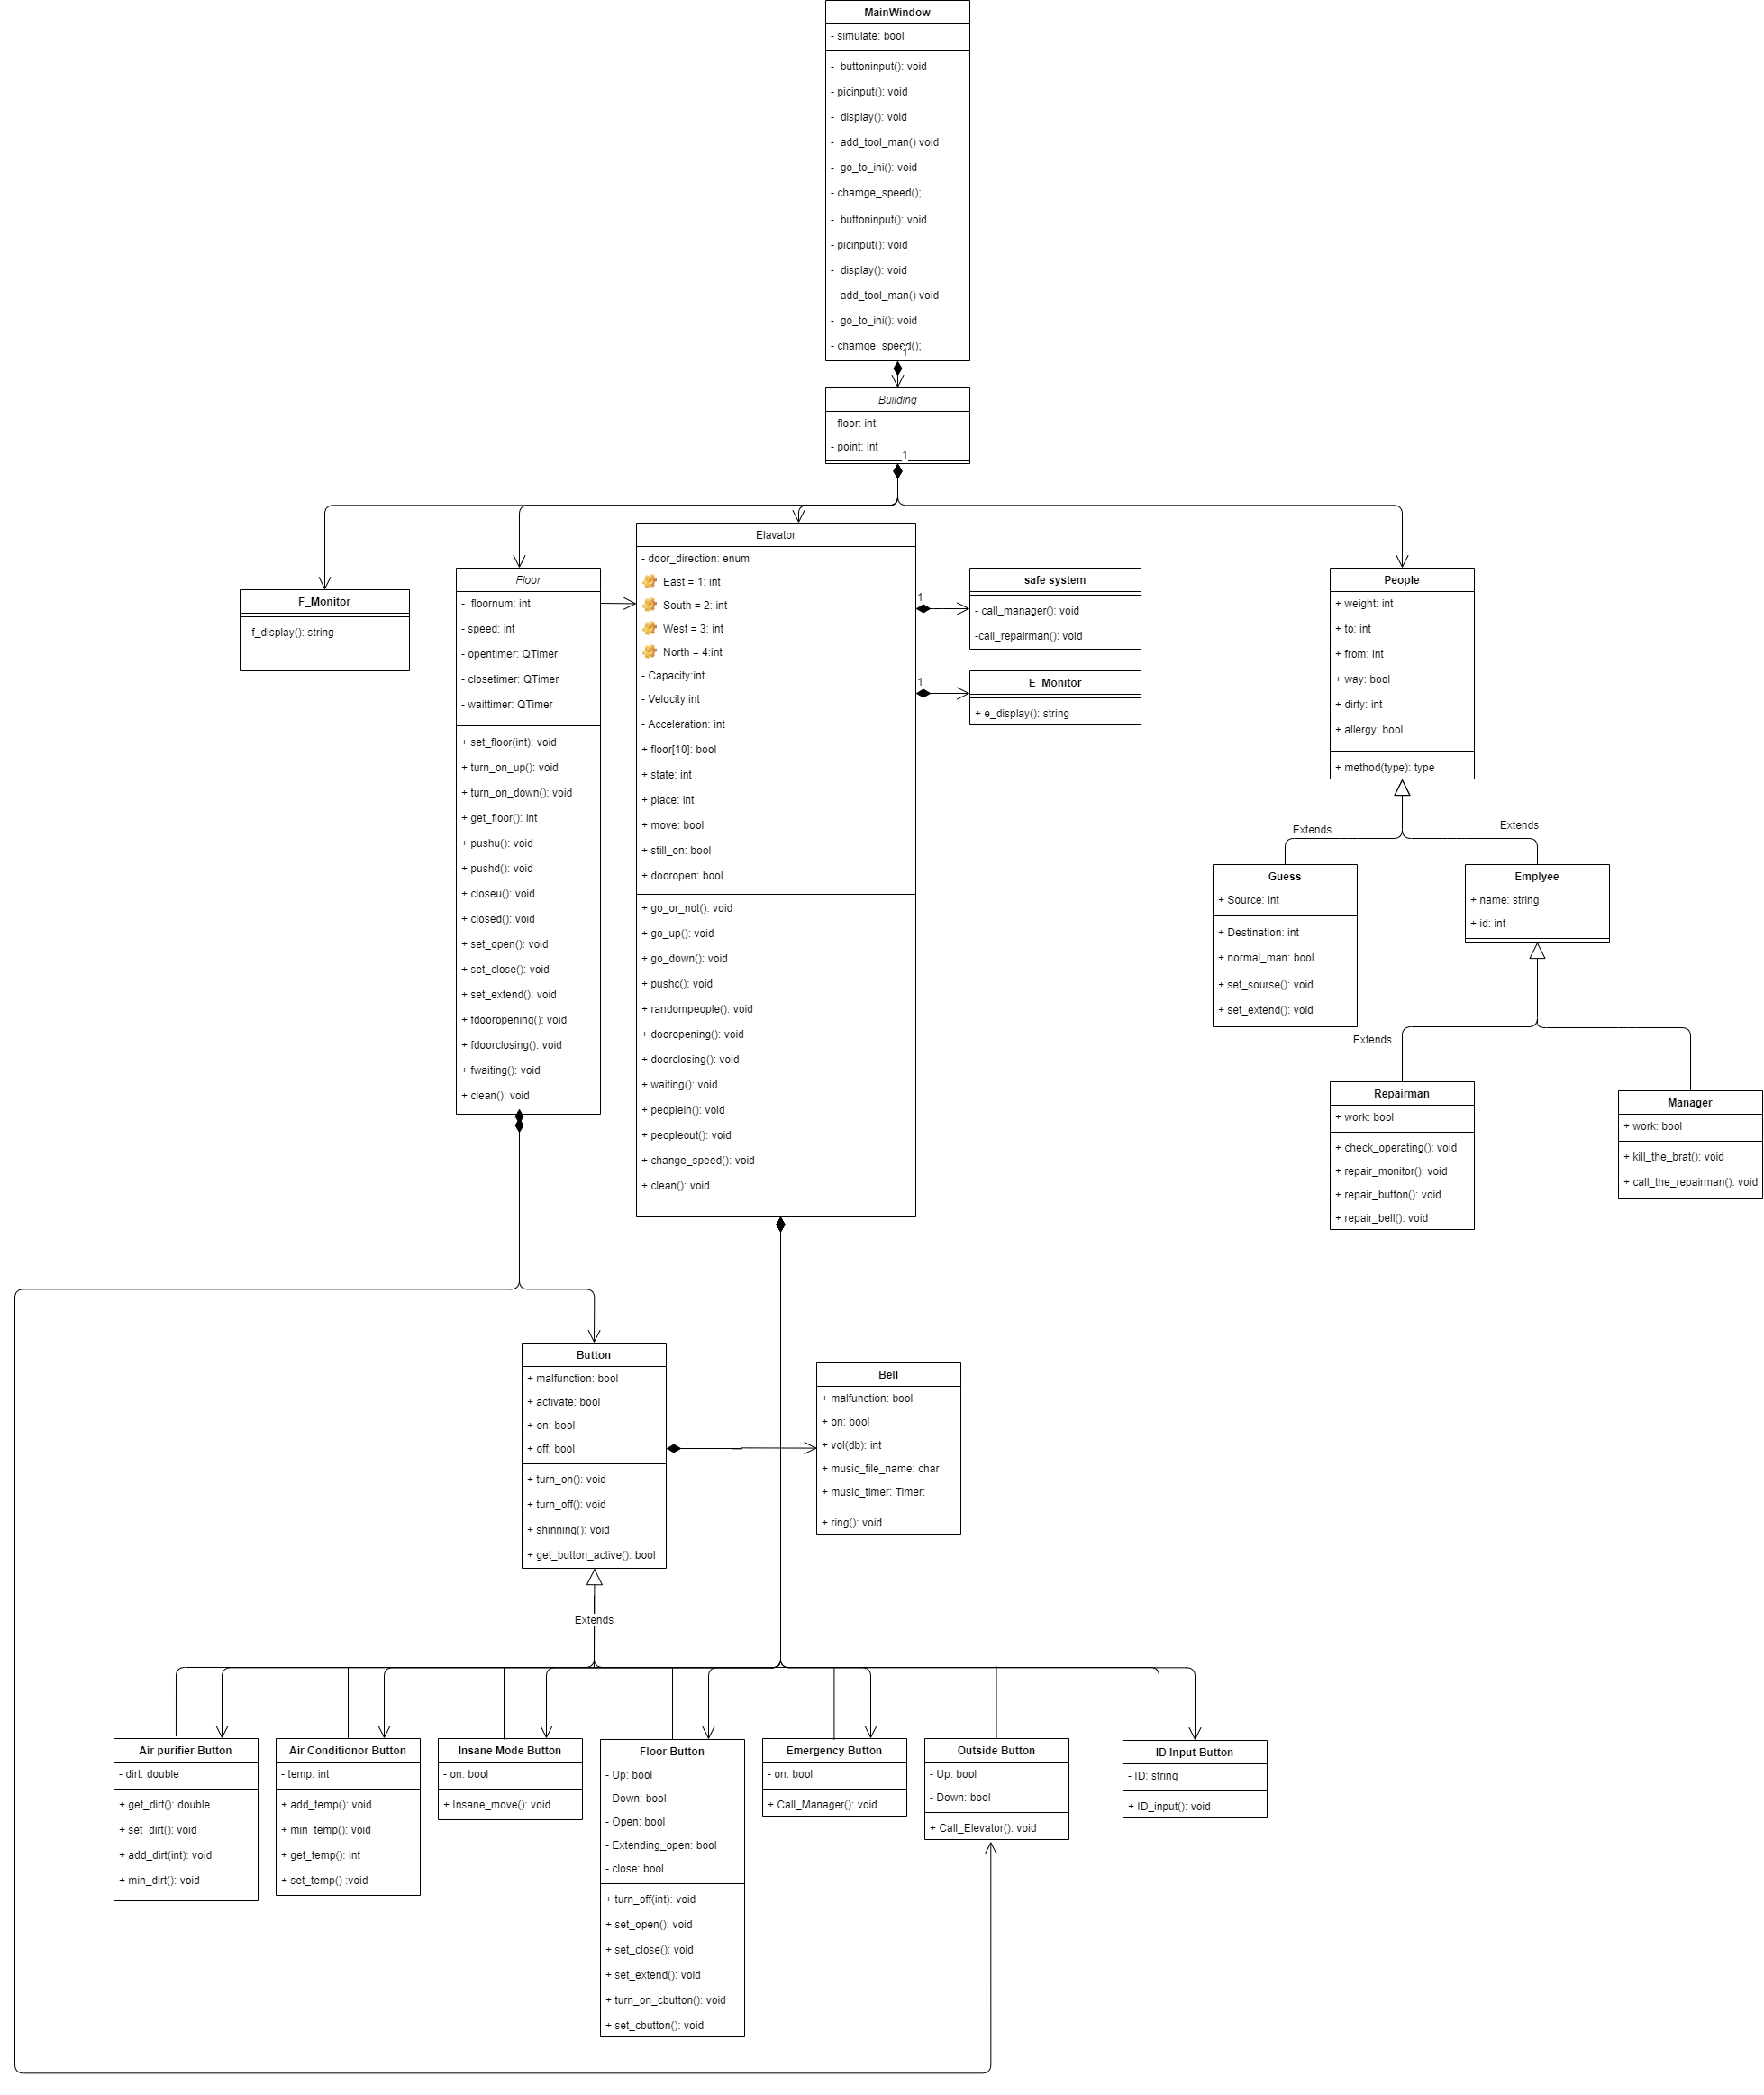 MainWindow
- simulate: bool
-  buttoninput(): void
- picinput(): void
-  display(): void
-  add_tool_man() void
-  go_to_ini(): void
- chamge_speed();
-  buttoninput(): void
- picinput(): void
-  display(): void
-  add_tool_man() void
-  go_to_ini(): void
- chamge_speed();
1
Building
- floor: int
- point: int
1
F_Monitor
- f_display(): string
Floor
-  floornum: int
- speed: int
- opentimer: QTimer
- closetimer: QTimer
- waittimer: QTimer
+ set_floor(int): void
+ turn_on_up(): void
+ turn_on_down(): void
+ get_floor(): int
+ pushu(): void
+ pushd(): void
+ closeu(): void
+ closed(): void
+ set_open(): void
+ set_close(): void
+ set_extend(): void
+ fdooropening(): void
+ fdoorclosing(): void
+ fwaiting(): void
+ clean(): void
Elavator
- door_direction: enum
East = 1: int
South = 2: int
West = 3: int
North = 4:int
- Capacity:int
- Velocity:int
- Acceleration: int
+ floor[10]: bool
+ state: int
+ place: int
+ move: bool
+ still_on: bool
+ dooropen: bool
+ go_or_not(): void
+ go_up(): void
+ go_down(): void
+ pushc(): void
+ randompeople(): void
+ dooropening(): void
+ doorclosing(): void
+ waiting(): void
+ peoplein(): void
+ peopleout(): void
+ change_speed(): void
+ clean(): void
1
safe system
- call_manager(): void
-call_repairman(): void
1
E_Monitor
+ e_display(): string
People
+ weight: int
+ to: int
+ from: int
+ way: bool
+ dirty: int
+ allergy: bool
+ method(type): type
Extends
Extends
Guess
+ Source: int
+ Destination: int
+ normal_man: bool
+ set_sourse(): void
+ set_extend(): void
Emplyee
+ name: string
+ id: int
Extends
Repairman
+ work: bool
+ check_operating(): void
+ repair_monitor(): void
+ repair_button(): void
+ repair_bell(): void
Manager
+ work: bool
+ kill_the_brat(): void
+ call_the_repairman(): void
Button
+ malfunction: bool
+ activate: bool
+ on: bool
+ off: bool
+ turn_on(): void
+ turn_off(): void
+ shinning(): void
+ get_button_active(): bool
Bell
+ malfunction: bool
+ on: bool
+ vol(db): int
+ music_file_name: char
+ music_timer: Timer:
+ ring(): void
Extends
Air purifier Button
- dirt: double
+ get_dirt(): double
+ set_dirt(): void
+ add_dirt(int): void
+ min_dirt(): void
Air Conditionor Button
- temp: int
+ add_temp(): void
+ min_temp(): void
+ get_temp(): int
+ set_temp() :void
Insane Mode Button
- on: bool
+ Insane_move(): void
Floor Button
- Up: bool
- Down: bool
- Open: bool
- Extending_open: bool
- close: bool
+ turn_off(int): void
+ set_open(): void
+ set_close(): void
+ set_extend(): void
+ turn_on_cbutton(): void
+ set_cbutton(): void
Emergency Button
- on: bool
+ Call_Manager(): void
Outside Button
- Up: bool
- Down: bool
+ Call_Elevator(): void
ID Input Button
- ID: string
+ ID_input(): void